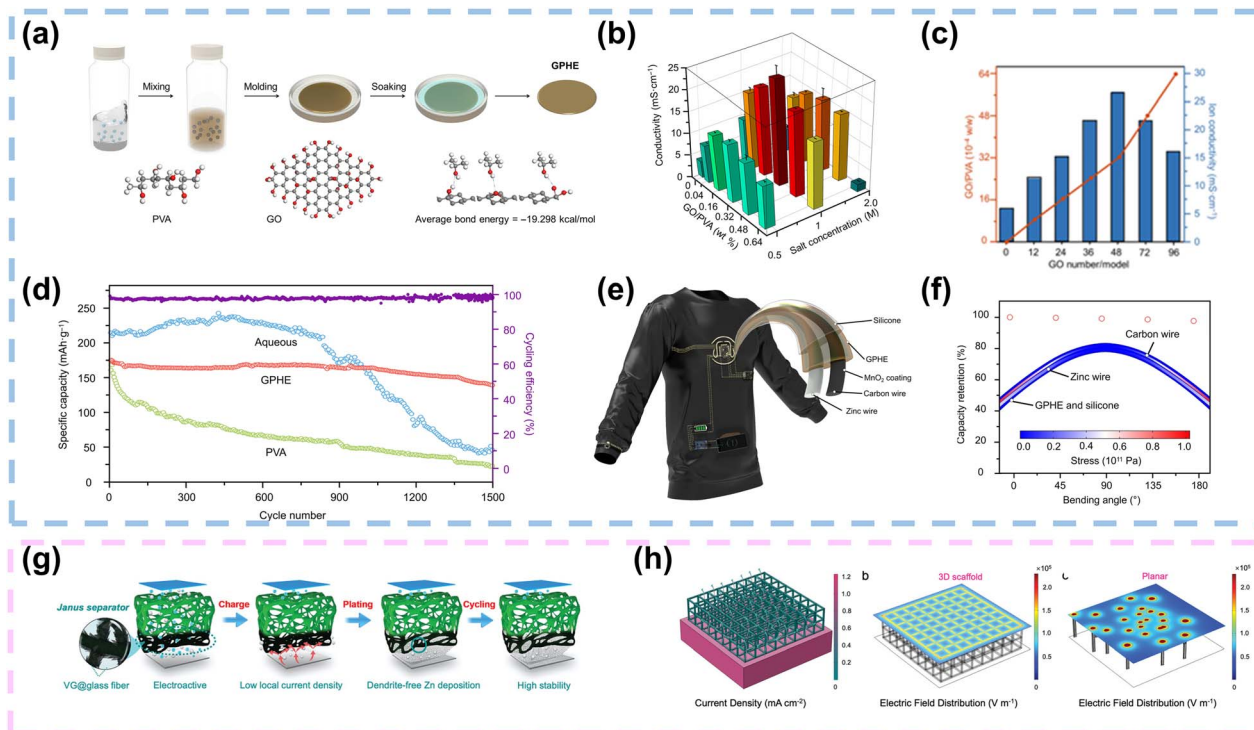 (a)
Mixing
Molding
Soaking
GPHE
PVA
GO
Average bond energy = −19.298 kcal/mol
(b)
Conductivity (mS·cm⁻¹)
25
20
15
10
5
0
0
0.04
0.16
0.32
0.48
0.64
GO/PVA (wt %)
0.5
1
2.0
Salt concentration (M)
(c)
GO/PVA (10⁻⁴ w/w)
64
48
32
16
0
Ion conductivity (mS cm⁻¹)
30
25
20
15
10
5
0
0 12 24 36 48 72 96
GO number/model
(d)
Specific capacity (mAh·g⁻¹)
250
200
150
100
50
0
Aqueous
GPHE
PVA
Cycling efficiency (%)
100
80
60
40
20
0
0 300 600 900 1200 1500
Cycle number
(e)
Silicone
GPHE
MnO₂ coating
Carbon wire
Zinc wire
(f)
Capacity retention (%)
100
80
60
40
0
Carbon wire
Zinc wire
GPHE and silicone
0.0 0.2 0.4 0.6 0.8 1.0
Stress (10¹¹ Pa)
0 45 90 135 180
Bending angle (°)
(g)
Janus separator
Charge
Plating
Cycling
VG@glass fiber
Electroactive
Low local current density
Dendrite-free Zn deposition
High stability
(h)
1.2
1.0
0.8
0.6
0.4
0.2
0
Current Density (mA cm⁻²)
b
3D scaffold
×10⁵
2.0
1.5
1.0
0.5
0
Electric Field Distribution (V m⁻¹)
Planar
×10⁵
2.0
1.5
1.0
0.5
0
Electric Field Distribution (V m⁻¹)